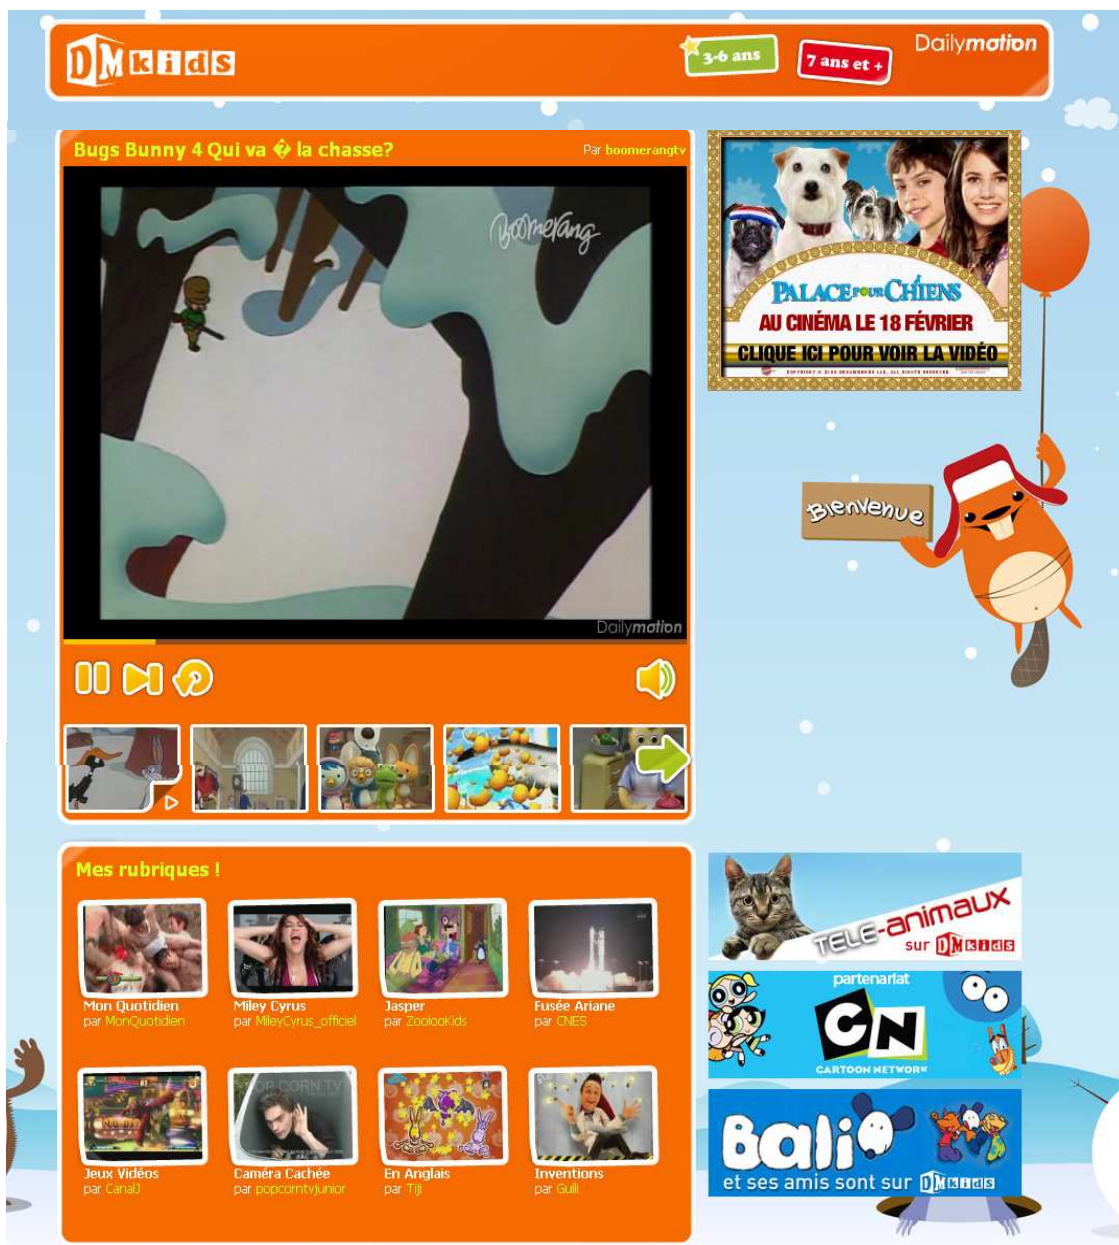 DMkids
3-6 ans
7 ans et +
Dailymotion
Bugs Bunny 4 Qui va � la chasse?
Par boomerangtv
Boomerang
Dailymotion
PALACE POUR CHIENS
AU CINÉMA LE 18 FÉVRIER
CLIQUE ICI POUR VOIR LA VIDÉO
Bienvenue
Mes rubriques !
Mon Quotidien
par MonQuotidien
Miley Cyrus
par MileyCyrus_officiel
Jasper
par ZoolooKids
Fusée Ariane
par CNES
POP CORN TV
Jeux Vidéos
par CanalJ
Caméra Cachée
par popcorntvjunior
En Anglais
par Tiji
Inventions
par Gulli
TELE-animaux
sur DMkids
partenariat
CN
CARTOON NETWORK
Bali
et ses amis sont sur DMkids